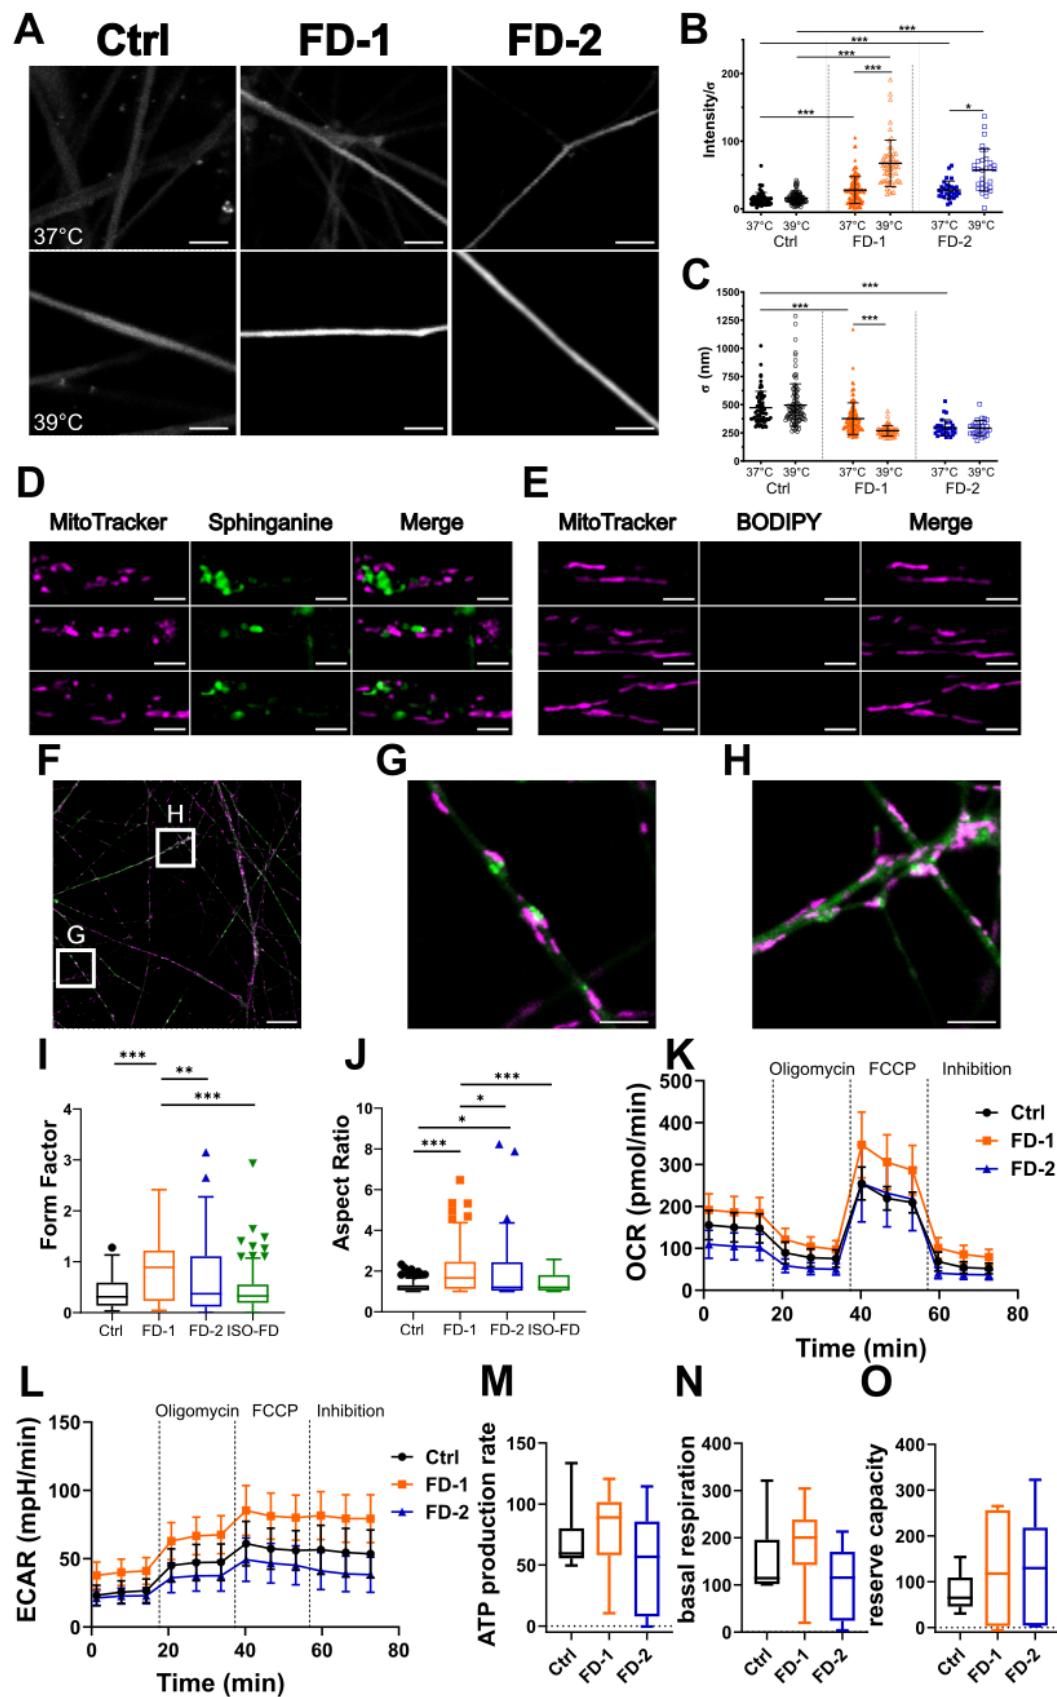 A
Ctrl
FD-1
FD-2
37°C
39°C
B
Intensity/σ
200
100
0
***
***
***
***
***
*
37°C 39°C 37°C 39°C 37°C 39°C
Ctrl FD-1 FD-2
C
σ (nm)
1500
1250
1000
750
500
250
0
***
***
***
37°C 39°C 37°C 39°C 37°C 39°C
Ctrl FD-1 FD-2
D
MitoTracker Sphinganine Merge
E
MitoTracker BODIPY Merge
F
H
G
G
H
I
Form Factor
4
3
2
1
0
***
**
***
Ctrl FD-1 FD-2 ISO-FD
J
Aspect Ratio
10
8
6
4
2
0
***
*
*
***
Ctrl FD-1 FD-2 ISO-FD
K
Oligomycin FCCP Inhibition
OCR (pmol/min)
500
400
300
200
100
0
Ctrl
FD-1
FD-2
0 20 40 60 80
Time (min)
L
Oligomycin FCCP Inhibition
ECAR (mpH/min)
150
100
50
0
Ctrl
FD-1
FD-2
0 20 40 60 80
Time (min)
M
ATP production rate
150
100
50
0
Ctrl FD-1 FD-2
N
basal respiration
400
300
200
100
0
Ctrl FD-1 FD-2
O
reserve capacity
400
300
200
100
0
Ctrl FD-1 FD-2